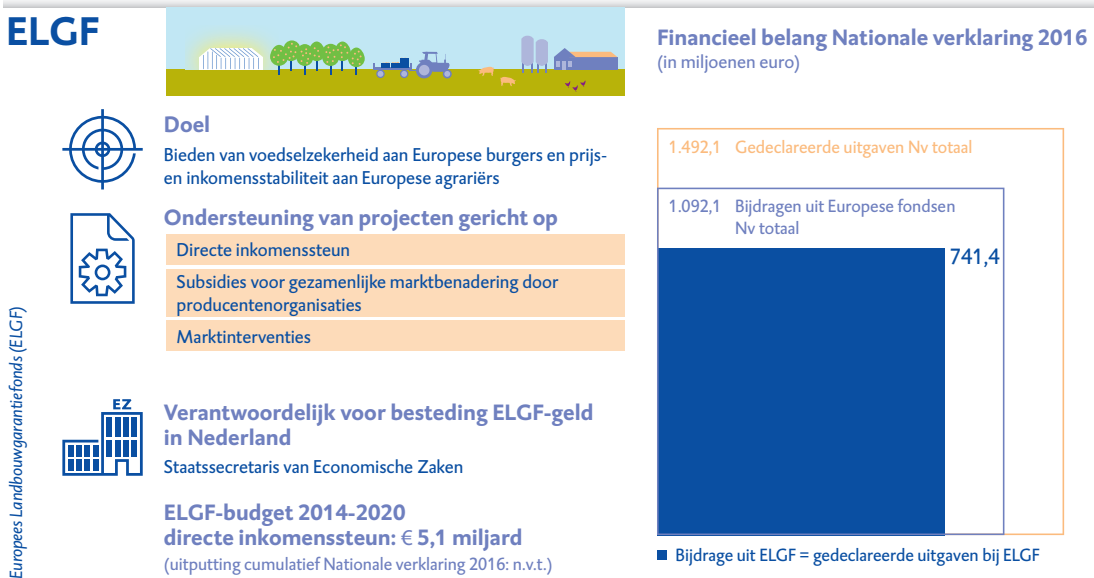 ELGF
Doel
Bieden van voedselzekerheid aan Europese burgers en prijs-
en inkomensstabiliteit aan Europese agrariërs
Ondersteuning van projecten gericht op
Directe inkomenssteun
Subsidies voor gezamenlijke marktbenadering door
producentenorganisaties
Marktinterventies
EZ
Verantwoordelijk voor besteding ELGF-geld
in Nederland
Staatssecretaris van Economische Zaken
ELGF-budget 2014-2020
directe inkomenssteun: € 5,1 miljard
(uitputting cumulatief Nationale verklaring 2016: n.v.t.)
Europees Landbouwgarantiefonds (ELGF)
Financieel belang Nationale verklaring 2016
(in miljoenen euro)
1.492,1 Gedeclareerde uitgaven Nv totaal
1.092,1 Bijdragen uit Europese fondsen
Nv totaal
741,4
Bijdrage uit ELGF = gedeclareerde uitgaven bij ELGF